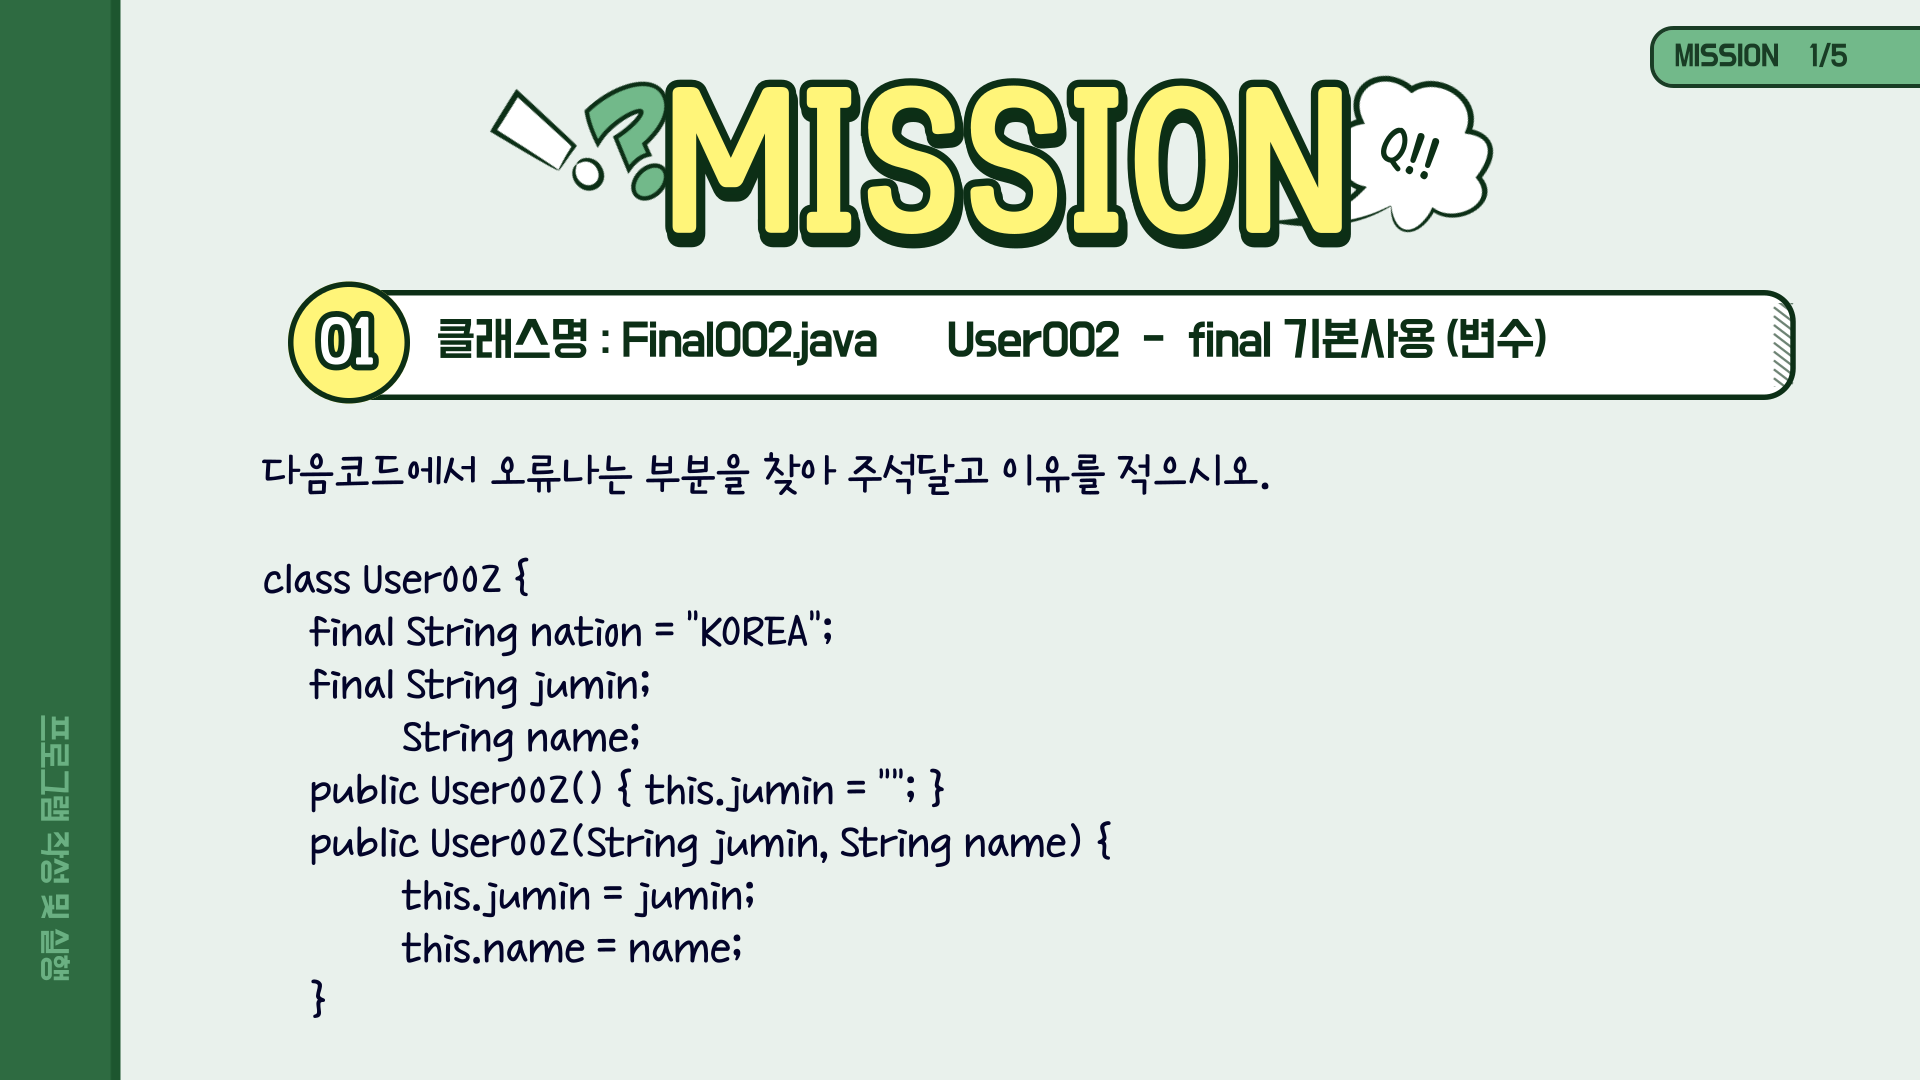 MISSION 1/5
MISSION
Q!!
01
클래스명 : Final002.java User002 - final 기본사용 (변수)
다음코드에서 오류나는 부분을 찾아 주석달고 이유를 적으시오.
class User002 {
final String nation = "KOREA";
final String jumin;
String name;
public User002() { this.jumin = ""; }
public User002(String jumin, String name) {
this.jumin = jumin;
this.name = name;
}
프로그램 작성 및 실행